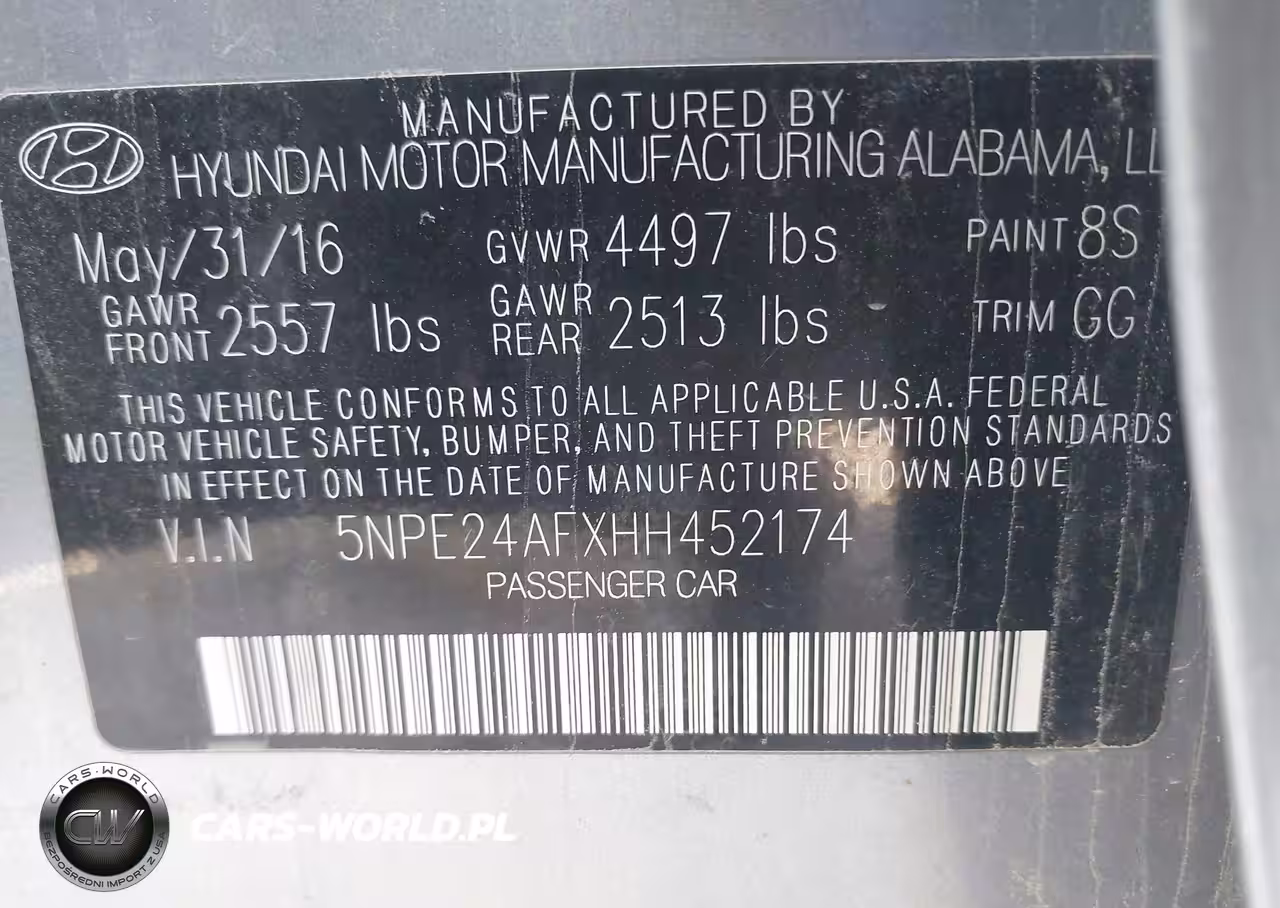 MANUFACTURED BY
HYUNDAI MOTOR MANUFACTURING ALABAMA, LL
May/31/16 GVWR 4497 lbs PAINT 8S
GAWR FRONT 2557 lbs GAWR REAR 2513 lbs TRIM GG
THIS VEHICLE CONFORMS TO ALL APPLICABLE U.S.A. FEDERAL
MOTOR VEHICLE SAFETY, BUMPER, AND THEFT PREVENTION STANDARDS
IN EFFECT ON THE DATE OF MANUFACTURE SHOWN ABOVE
V.I.N 5NPE24AFXHH452174
PASSENGER CAR
CARS-WORLD
CW
BEZPOŚREDNI IMPORT Z USA
CARS-WORLD.PL